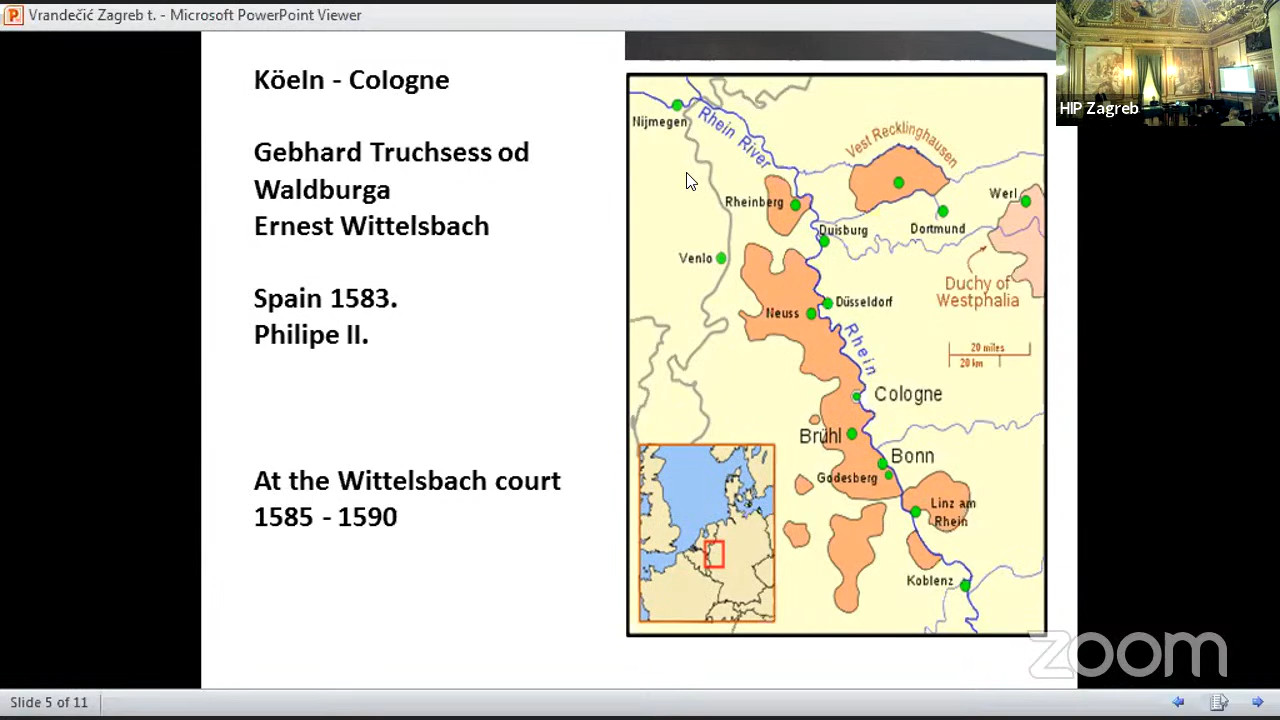 Vrandečić Zagreb t. - Microsoft PowerPoint Viewer
HIP Zagreb
Köeln - Cologne
Gebhard Truchsess od
Waldburga
Ernest Wittelsbach
Spain 1583.
Philipe II.
At the Wittelsbach court
1585 - 1590
Nijmegen
Rhein River
Vest Recklinghausen
Rheinberg
Werl
Duisburg
Dortmund
Venlo
Duchy of
Westphalia
Düsseldorf
Neuss
Rhein
20 miles
20 km
Cologne
Brühl
Bonn
Godesberg
Linz am
Rhein
Koblenz
zoom
Slide 5 of 11